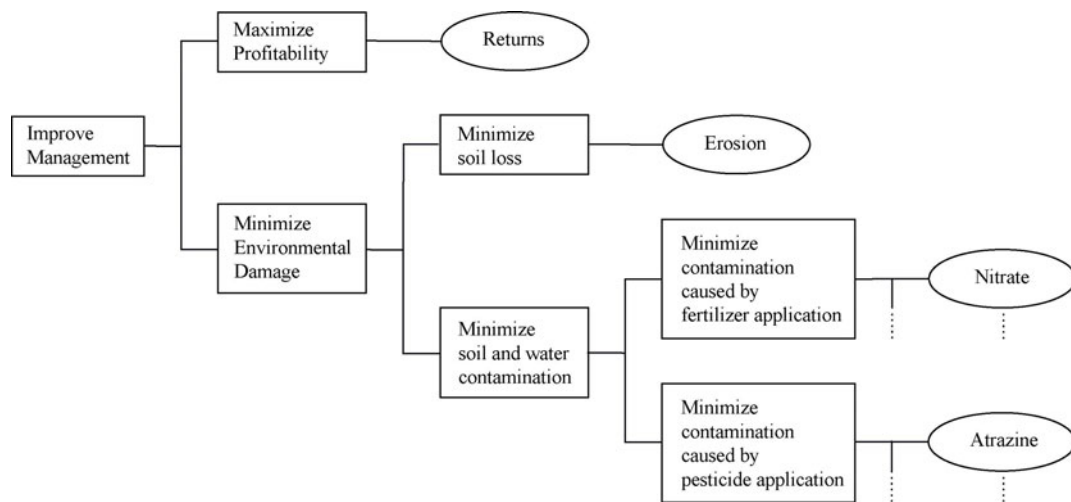 Maximize
Profitability
Returns
Improve
Management
Minimize
soil loss
Erosion
Minimize
Environmental
Damage
Minimize
contamination
caused by
fertilizer application
Nitrate
Minimize
soil and water
contamination
Minimize
contamination
caused by
pesticide application
Atrazine